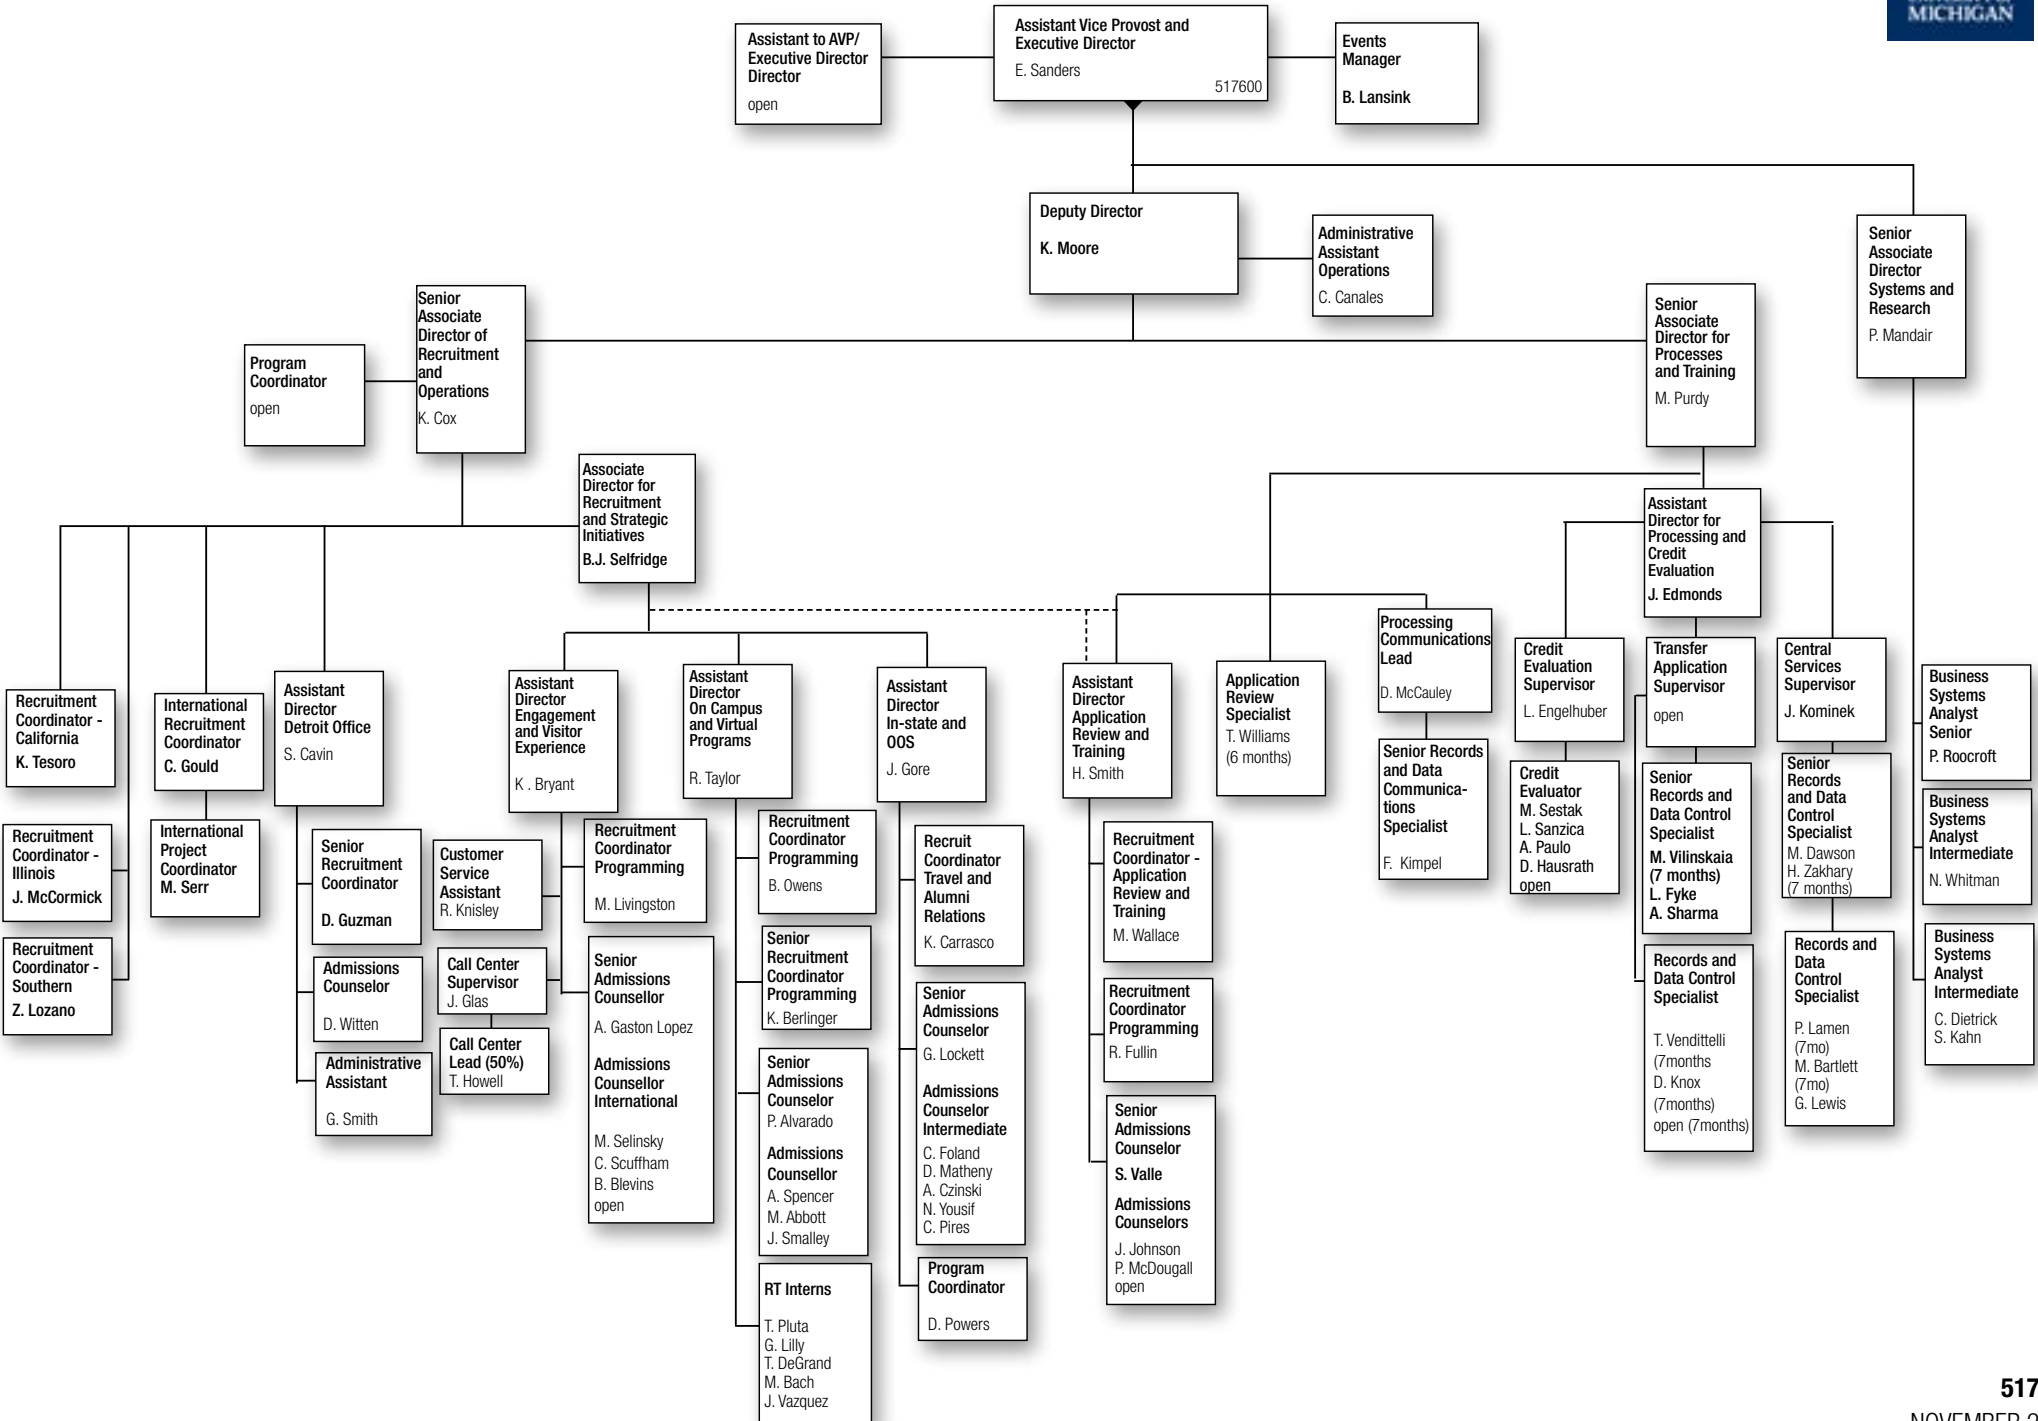 MICHIGAN
Assistant to AVP/
Executive Director
Director
open
Assistant Vice Provost and
Executive Director
E. Sanders
517600
Events
Manager
B. Lansink
Deputy Director
K. Moore
Administrative
Assistant
Operations
C. Canales
Senior
Associate
Director
Systems and
Research
P. Mandair
Program
Coordinator
open
Senior
Associate
Director of
Recruitment
and
Operations
K. Cox
Senior
Associate
Director for
Processes
and Training
M. Purdy
Associate
Director for
Recruitment
and Strategic
Initiatives
B.J. Selfridge
Assistant
Director for
Processing and
Credit
Evaluation
J. Edmonds
Recruitment
Coordinator -
California
K. Tesoro
Recruitment
Coordinator -
Illinois
J. McCormick
Recruitment
Coordinator -
Southern
Z. Lozano
International
Recruitment
Coordinator
C. Gould
International
Project
Coordinator
M. Serr
Assistant
Director
Detroit Office
S. Cavin
Senior
Recruitment
Coordinator
D. Guzman
Admissions
Counselor
D. Witten
Administrative
Assistant
G. Smith
Assistant
Director
Engagement
and Visitor
Experience
K . Bryant
Customer
Service
Assistant
R. Knisley
Call Center
Supervisor
J. Glas
Call Center
Lead (50%)
T. Howell
Recruitment
Coordinator
Programming
M. Livingston
Senior
Admissions
Counsellor
A. Gaston Lopez
Admissions
Counsellor
International
M. Selinsky
C. Scuffham
B. Blevins
open
Assistant
Director
On Campus
and Virtual
Programs
R. Taylor
Recruitment
Coordinator
Programming
B. Owens
Senior
Recruitment
Coordinator
Programming
K. Berlinger
Senior
Admissions
Counselor
P. Alvarado
Admissions
Counsellor
A. Spencer
M. Abbott
J. Smalley
RT Interns
T. Pluta
G. Lilly
T. DeGrand
M. Bach
J. Vazquez
Assistant
Director
In-state and
OOS
J. Gore
Recruit
Coordinator
Travel and
Alumni
Relations
K. Carrasco
Senior
Admissions
Counselor
G. Lockett
Admissions
Counselor
Intermediate
C. Foland
D. Matheny
A. Czinski
N. Yousif
C. Pires
Program
Coordinator
D. Powers
Assistant
Director
Application
Review and
Training
H. Smith
Recruitment
Coordinator -
Application
Review and
Training
M. Wallace
Recruitment
Coordinator
Programming
R. Fullin
Senior
Admissions
Counselor
S. Valle
Admissions
Counselors
J. Johnson
P. McDougall
open
Application
Review
Specialist
T. Williams
(6 months)
Processing
Communications
Lead
D. McCauley
Senior Records
and Data
Communica-
tions
Specialist
F. Kimpel
Credit
Evaluation
Supervisor
L. Engelhuber
Credit
Evaluator
M. Sestak
L. Sanzica
A. Paulo
D. Hausrath
open
Transfer
Application
Supervisor
open
Senior
Records and
Data Control
Specialist
M. Vilinskaia
(7 months)
L. Fyke
A. Sharma
Records and
Data Control
Specialist
T. Vendittelli
(7months
D. Knox
(7months)
open (7months)
Central
Services
Supervisor
J. Kominek
Senior
Records
and Data
Control
Specialist
M. Dawson
H. Zakhary
(7 months)
Records and
Data
Control
Specialist
P. Lamen
(7mo)
M. Bartlett
(7mo)
G. Lewis
Business
Systems
Analyst
Senior
P. Roocroft
Business
Systems
Analyst
Intermediate
N. Whitman
Business
Systems
Analyst
Intermediate
C. Dietrick
S. Kahn
517
NOVEMBER 2